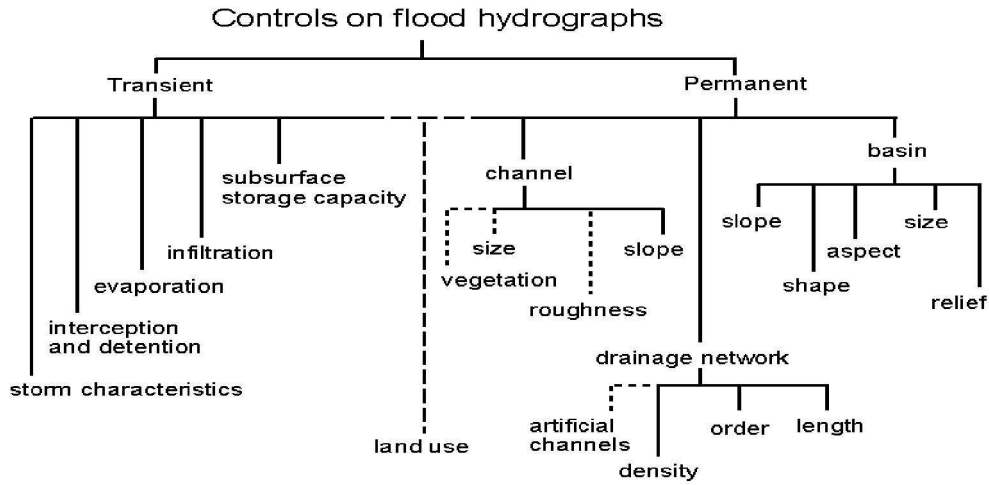 Controls on flood hydrographs
Transient
Permanent
basin
channel
subsurface
storage capacity
slope
size
size
slope
aspect
infiltration
vegetation
evaporation
shape
roughness
relief
interception
and detention
drainage network
storm characteristics
artificial
channels
order
length
land use
density